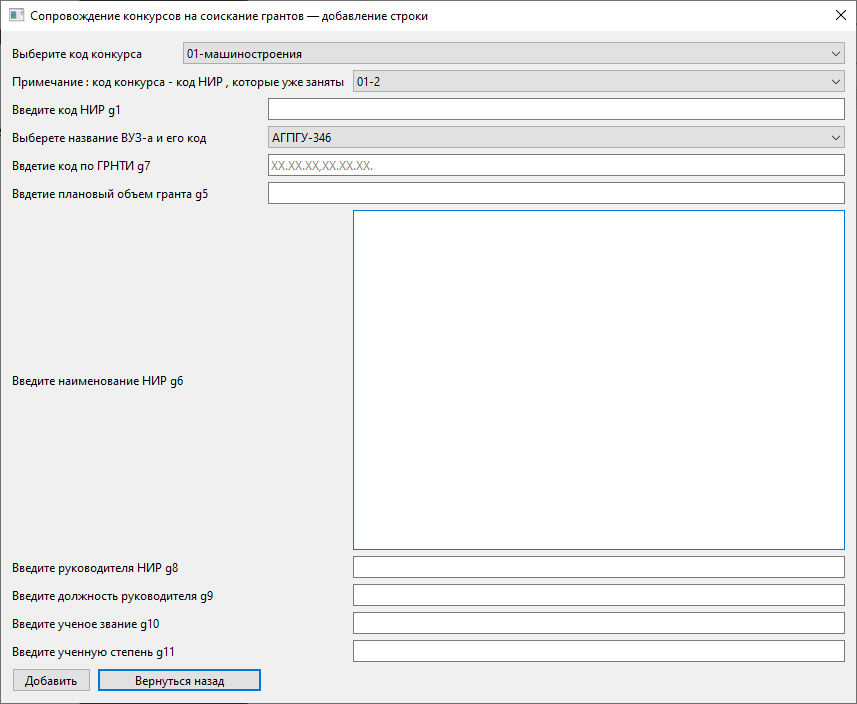 Сопровождение конкурсов на соискание грантов — добавление строки
Выберите код конкурса 01-машиностроения
Примечание : код конкурса - код НИР , которые уже заняты 01-2
Введите код НИР g1
Выберете название ВУЗ-а и его код АГПГУ-346
Ввдетие код по ГРНТИ g7 XX.XX.XX,XX.XX.XX.
Ввдетие плановый объем гранта g5
Введите наименование НИР g6
Введите руководителя НИР g8
Введите должность руководителя g9
Введите ученое звание g10
Введите ученную степень g11
Добавить Вернуться назад